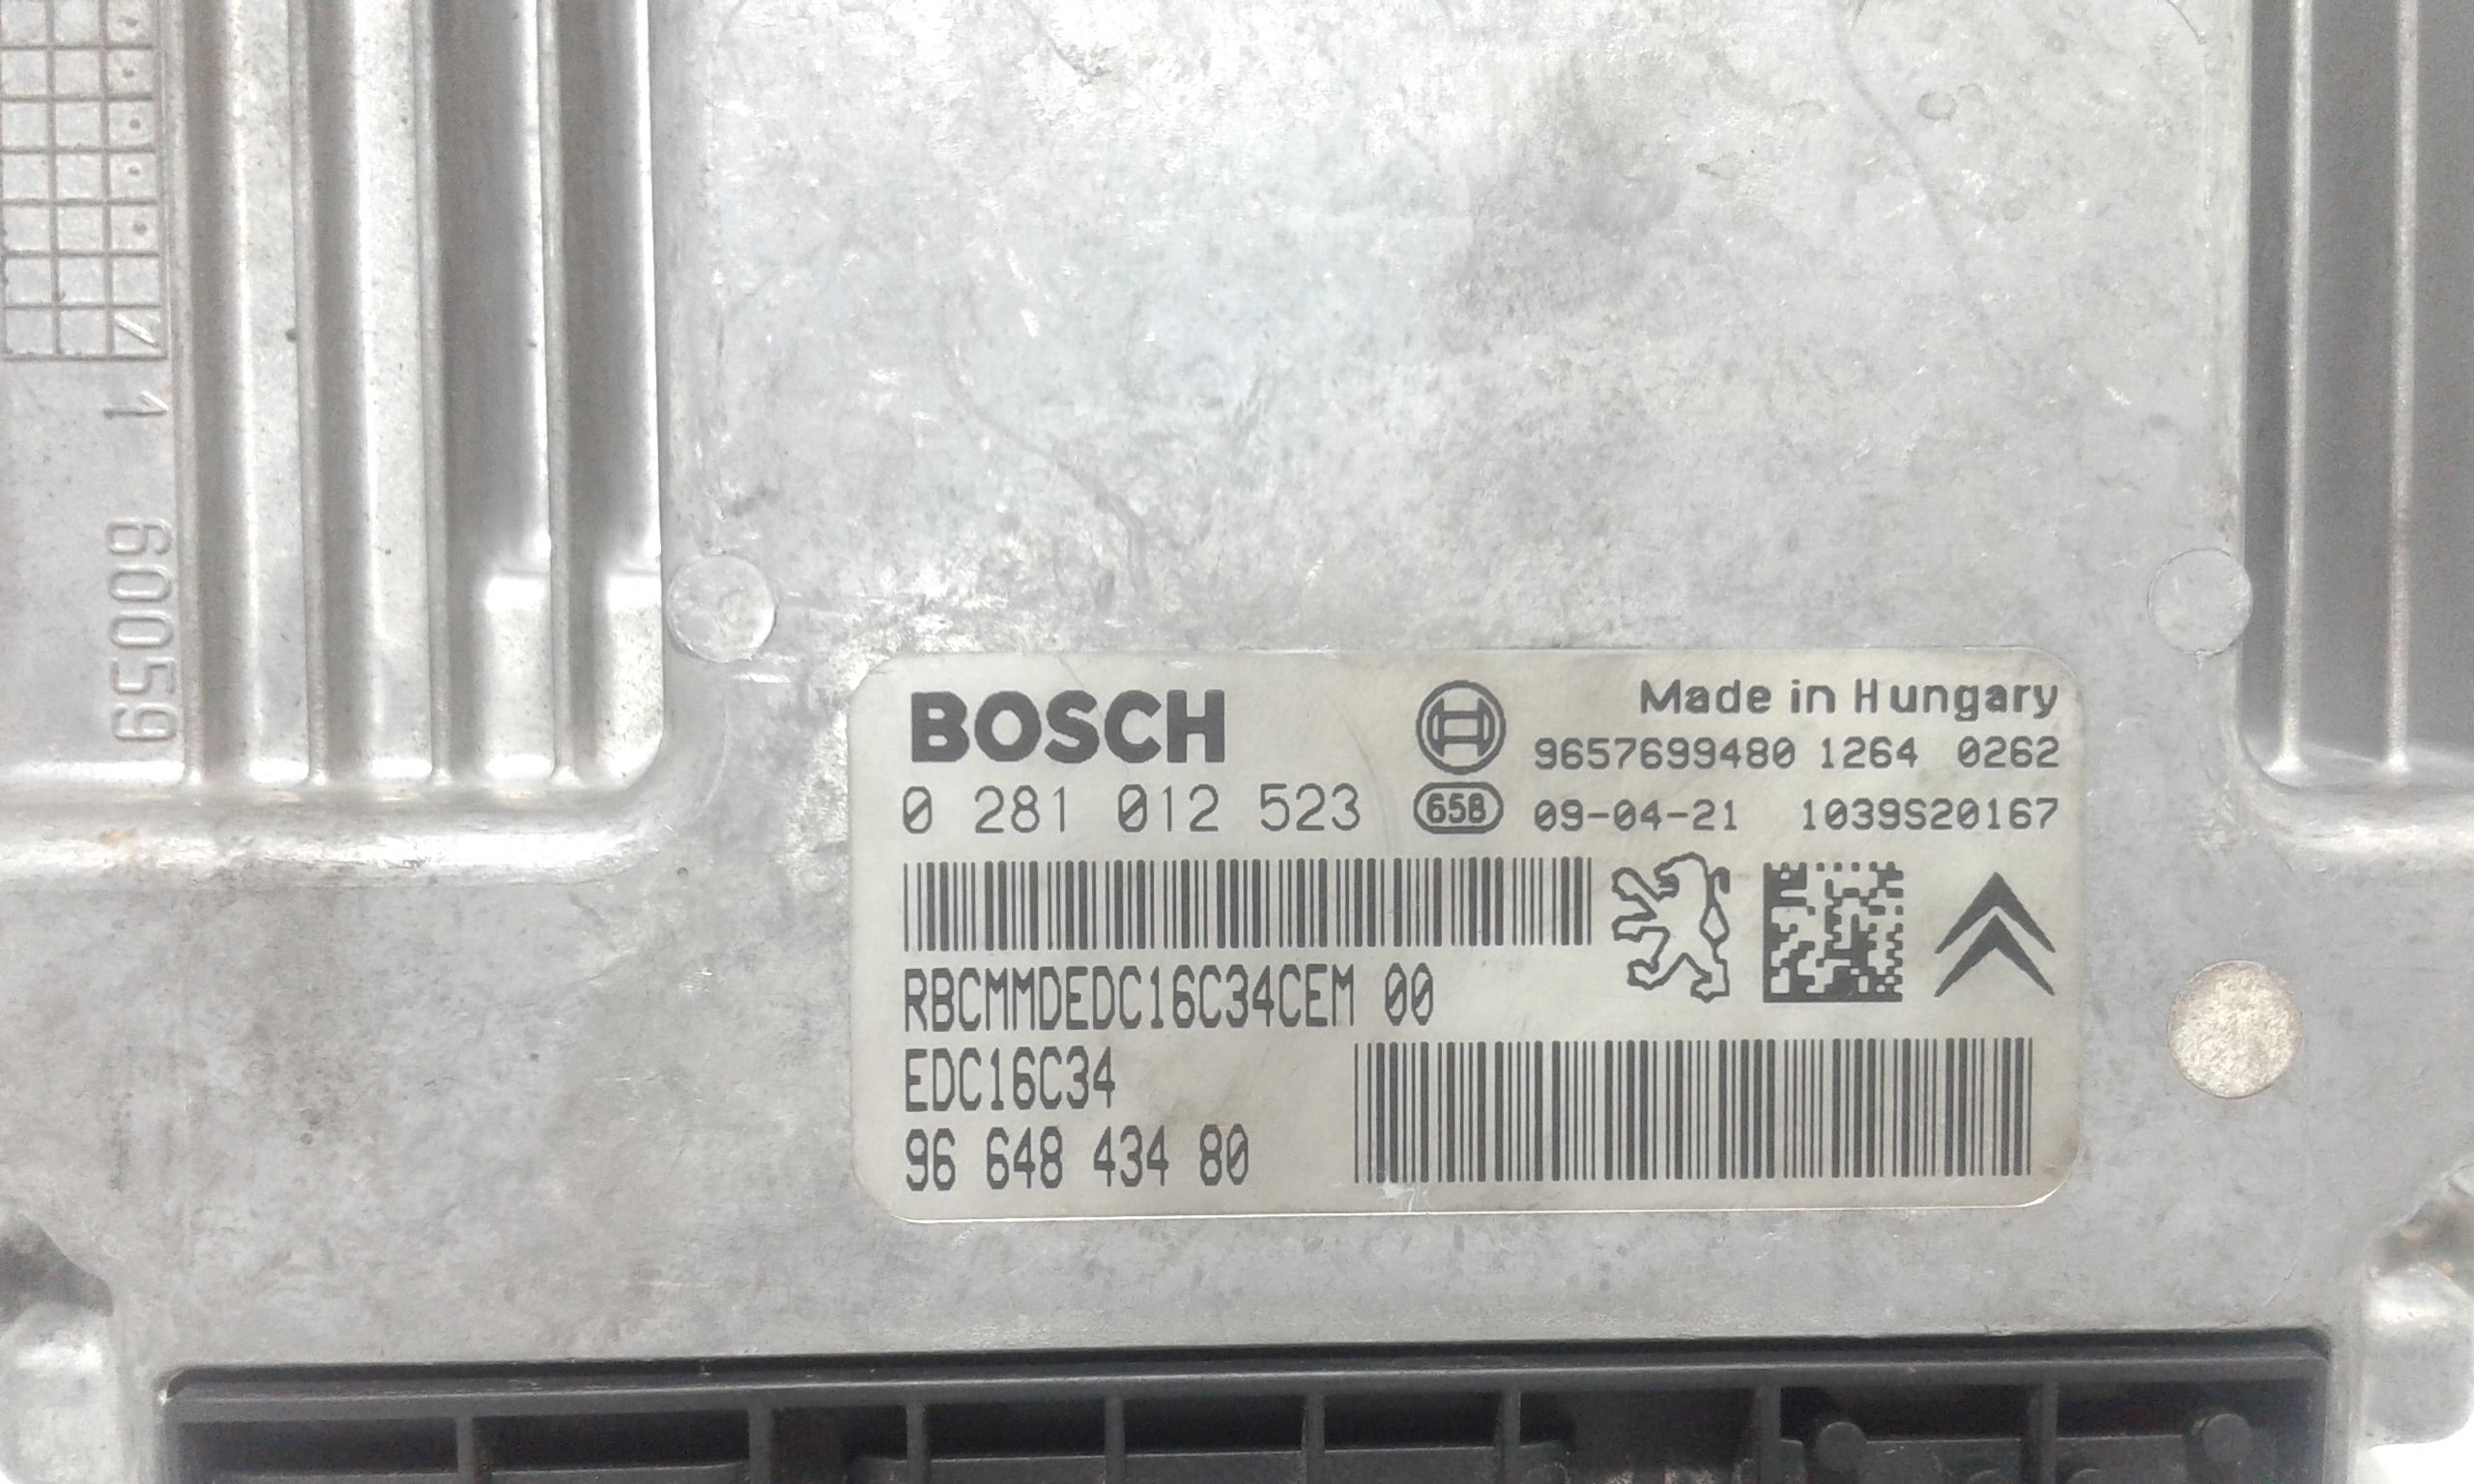 1
60059
BOSCH
Made in Hungary
9657699480 1264 0262
0 281 012 523
658 09-04-21 1039S20167
RBCMMDEDC16C34CEM 00
EDC16C34
96 648 434 80